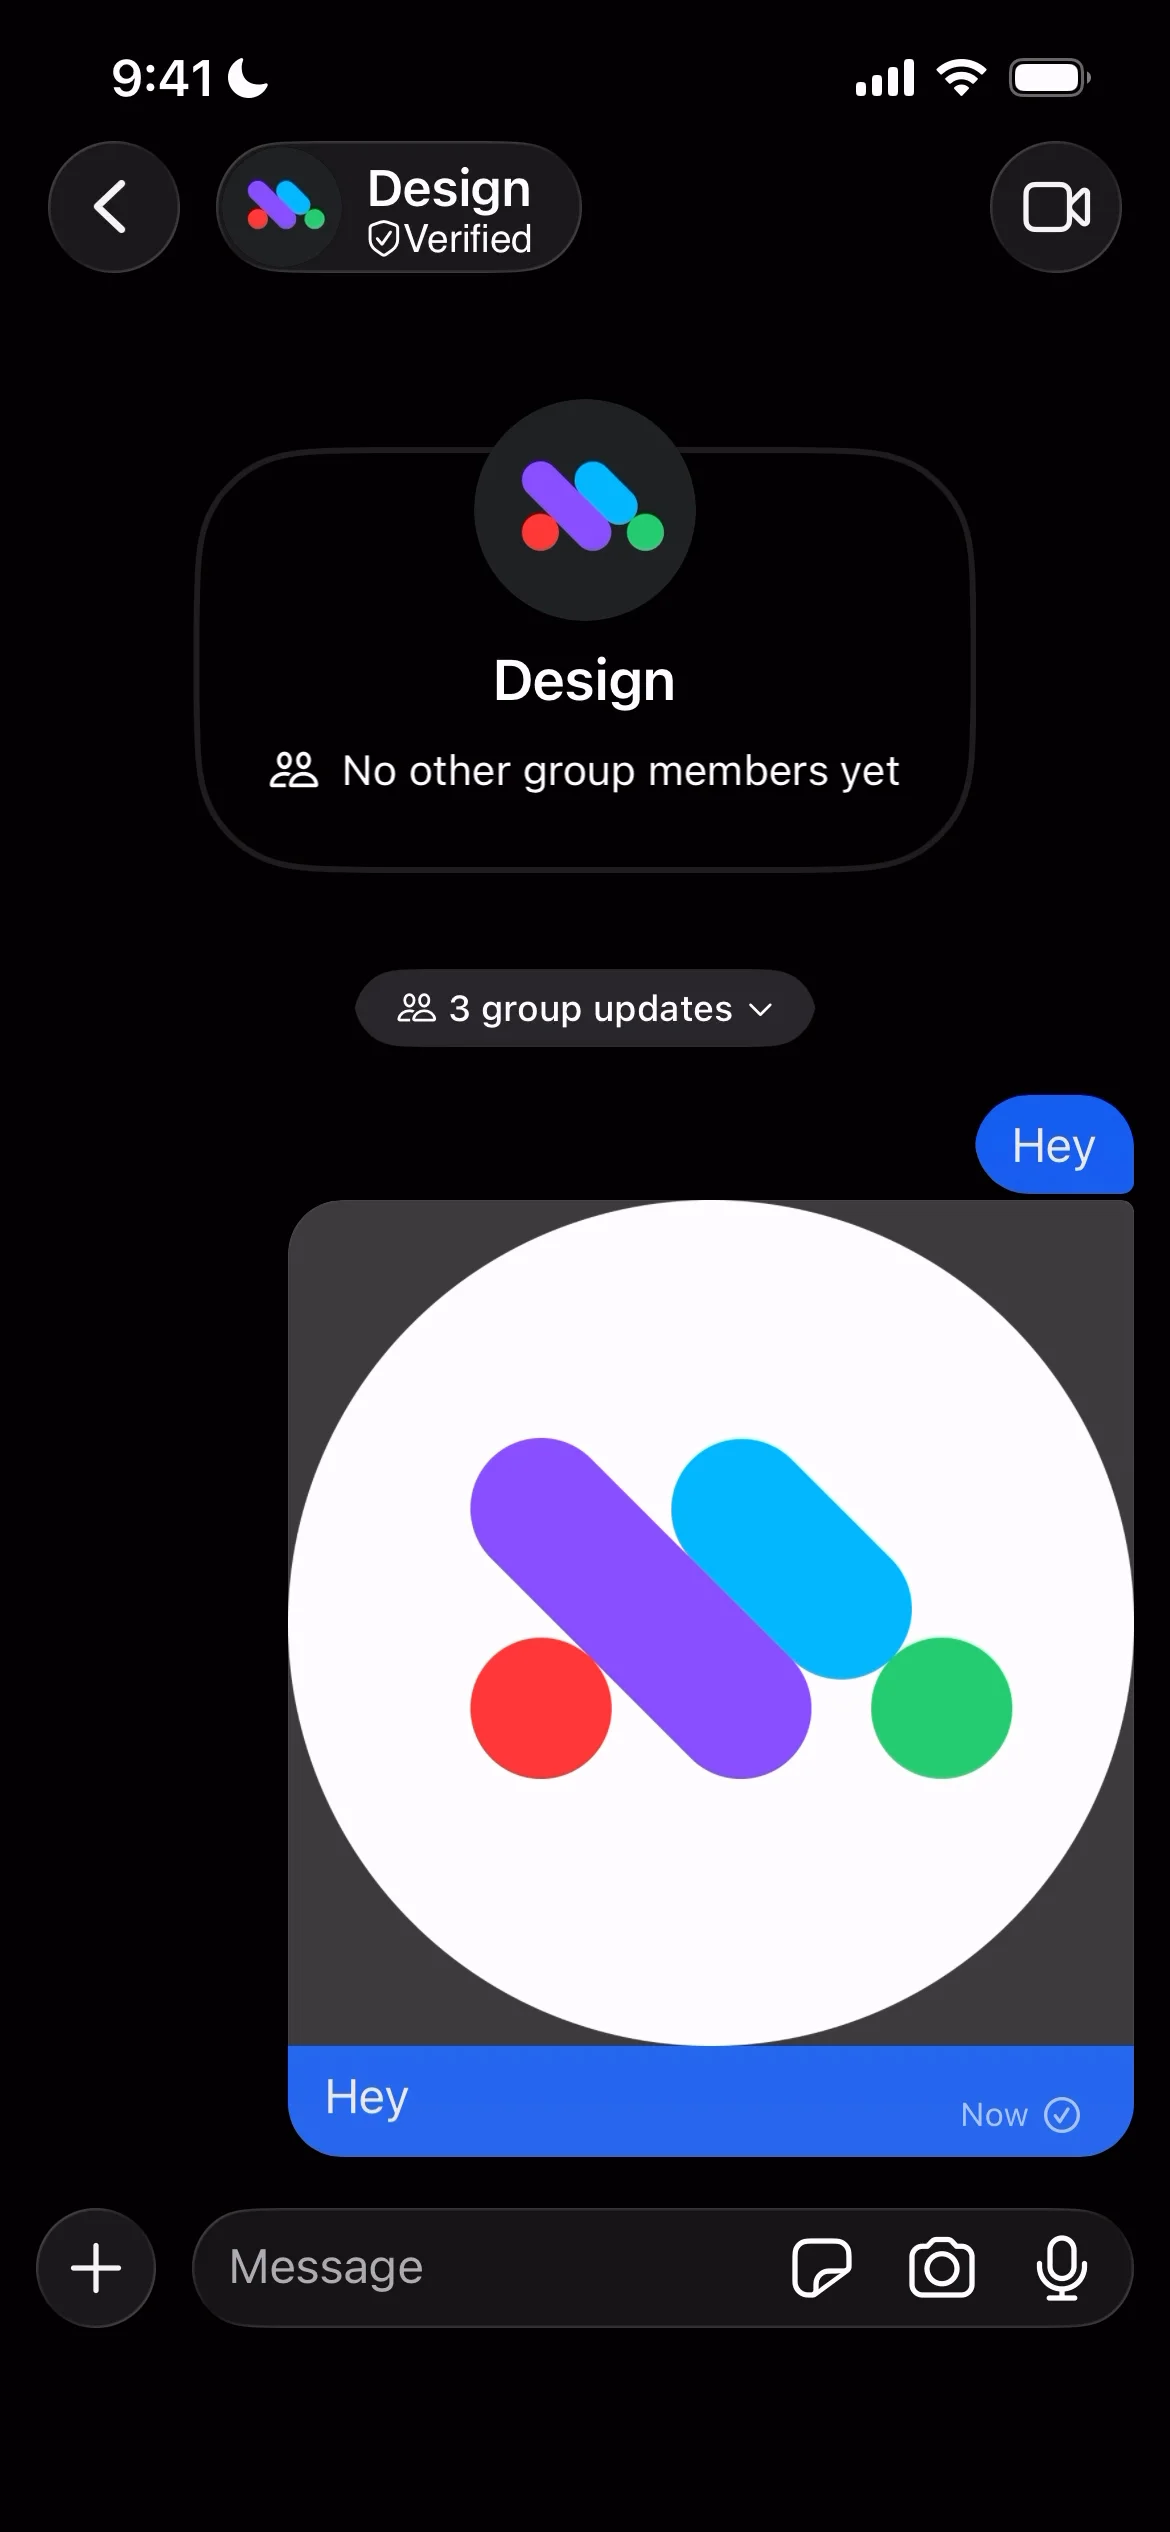 9:41
Design
Verified
Design
No other group members yet
3 group updates
Hey
Hey
Now
Message